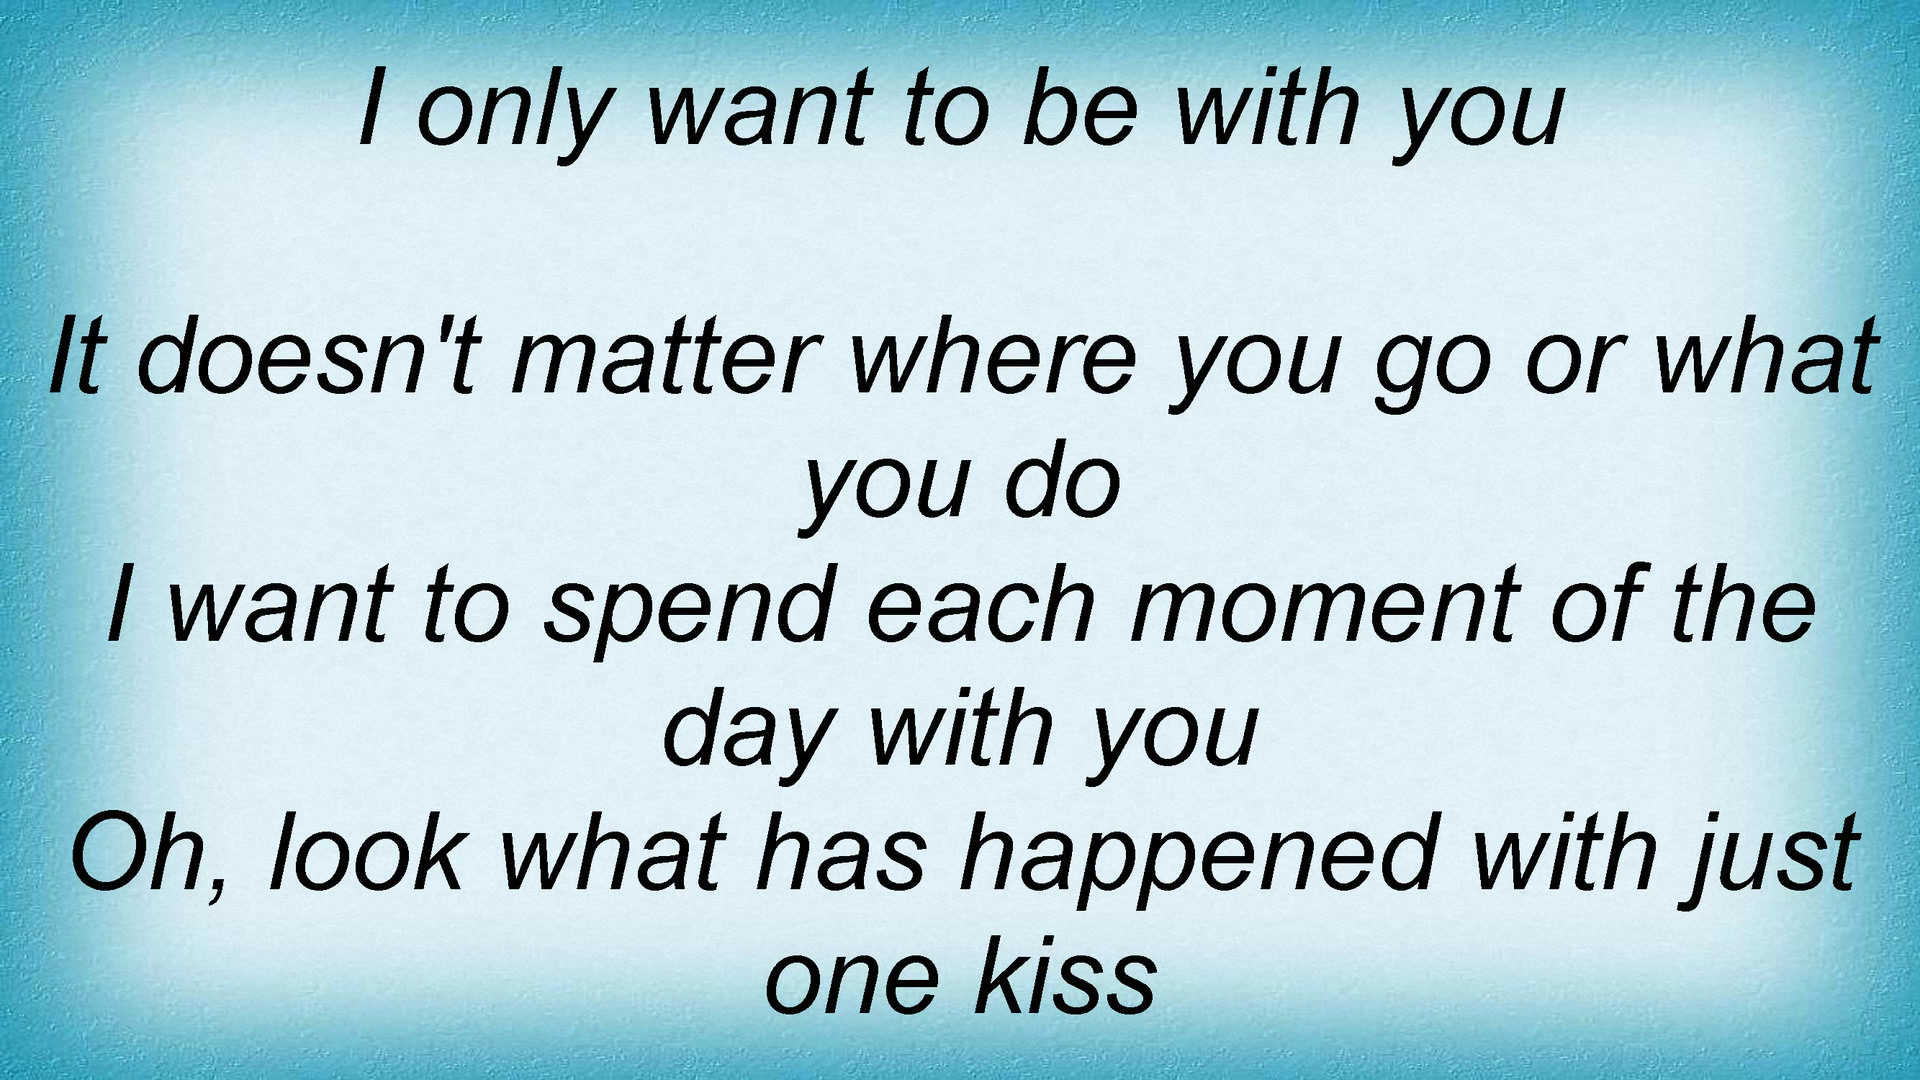 I only want to be with you
It doesn't matter where you go or what
you do
I want to spend each moment of the
day with you
Oh, look what has happened with just
one kiss